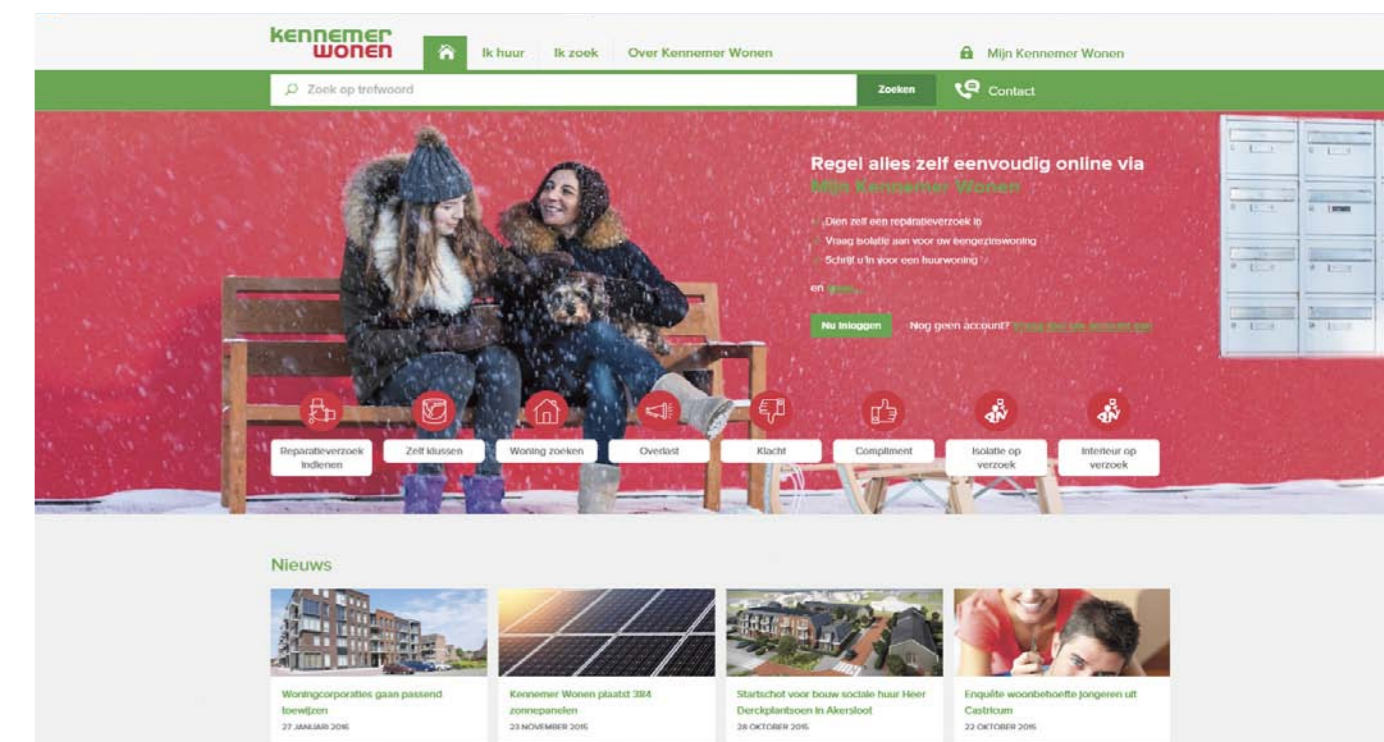 kennemer
wonen
Ik huur
Ik zoek
Over Kennemer Wonen
Mijn Kennemer Wonen
Zoek op trefwoord
Zoeken
Contact
Regel alles zelf eenvoudig online via
Mijn Kennemer Wonen
Dien zelf een reparatieverzoek in
Vraag isolatie aan voor uw eengezinswoning
Schrijf u in voor een huurwoning
en
Nu inloggen
Nog geen account?
Reparatieverzoek
indienen
Zelf klussen
Woning zoeken
Overlast
Klacht
Compliment
Isolatie op
verzoek
Interieur op
verzoek
Nieuws
Woningcorporaties gaan passend
toewijzen
27 JANUARI 2016
Kennemer Wonen plaatst 3184
zonnepanelen
23 NOVEMBER 2015
Startschot voor bouw sociale huur Heer
Derckplantsoen in Akersloot
28 OKTOBER 2015
Enquête woonbehoefte jongeren uit
Castricum
22 OKTOBER 2015